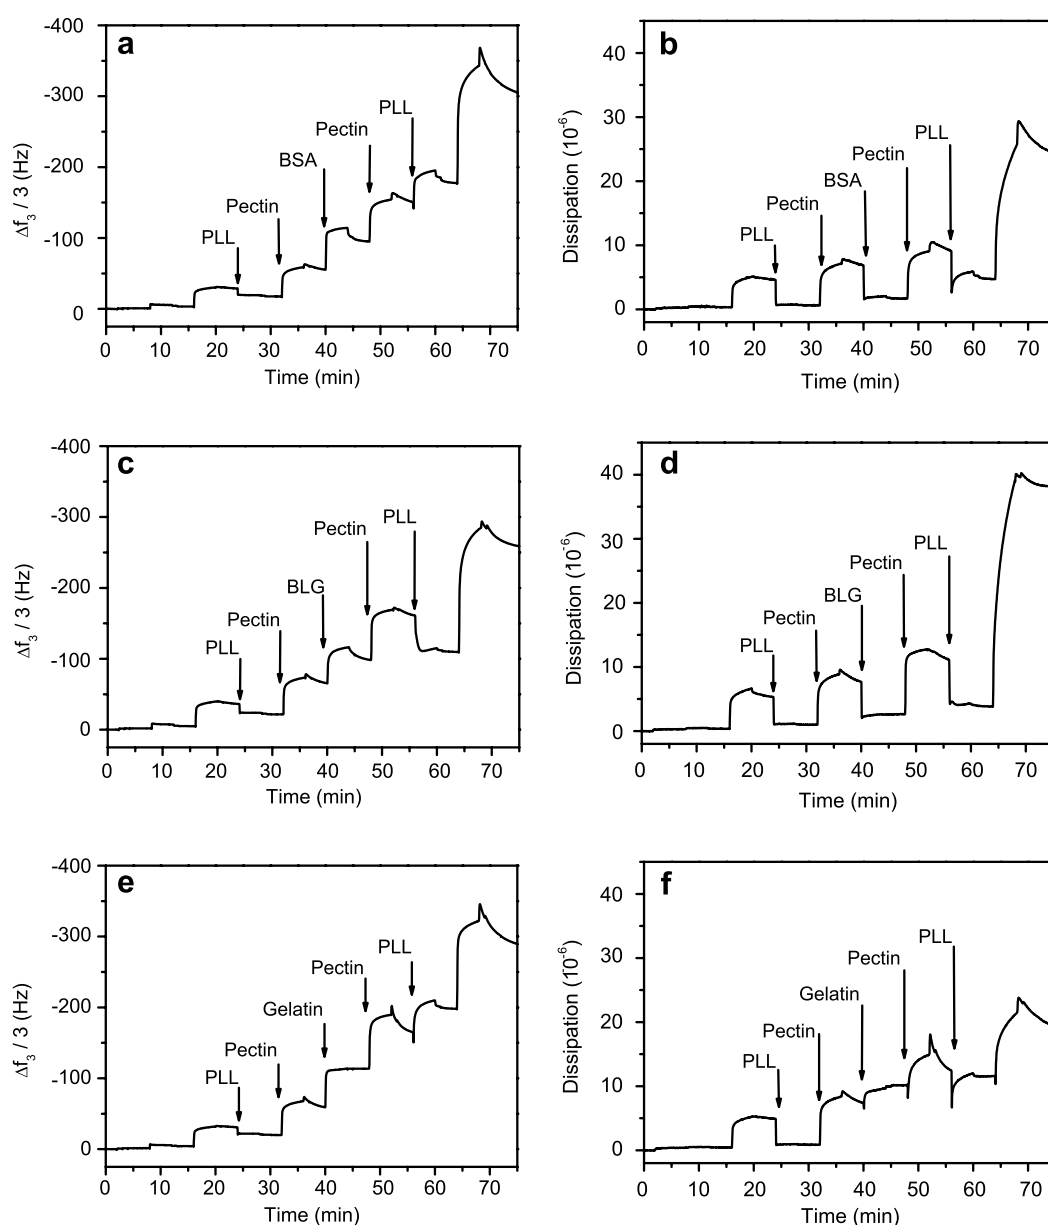 a
-400
-300
-200
-100
0
Δf3 / 3 (Hz)
PLL
Pectin
BSA
Pectin
PLL
0 10 20 30 40 50 60 70
Time (min)
b
40
30
20
10
0
Dissipation (10-6)
PLL
Pectin
BSA
Pectin
PLL
0 10 20 30 40 50 60 70
Time (min)
c
-400
-300
-200
-100
0
Δf3 / 3 (Hz)
PLL
Pectin
BLG
Pectin
PLL
0 10 20 30 40 50 60 70
Time (min)
d
40
30
20
10
0
Dissipation (10-6)
PLL
Pectin
BLG
Pectin
PLL
0 10 20 30 40 50 60 70
Time (min)
e
-400
-300
-200
-100
0
Δf3 / 3 (Hz)
PLL
Pectin
Gelatin
Pectin
PLL
0 10 20 30 40 50 60 70
Time (min)
f
40
30
20
10
0
Dissipation (10-6)
PLL
Pectin
Gelatin
Pectin
PLL
0 10 20 30 40 50 60 70
Time (min)